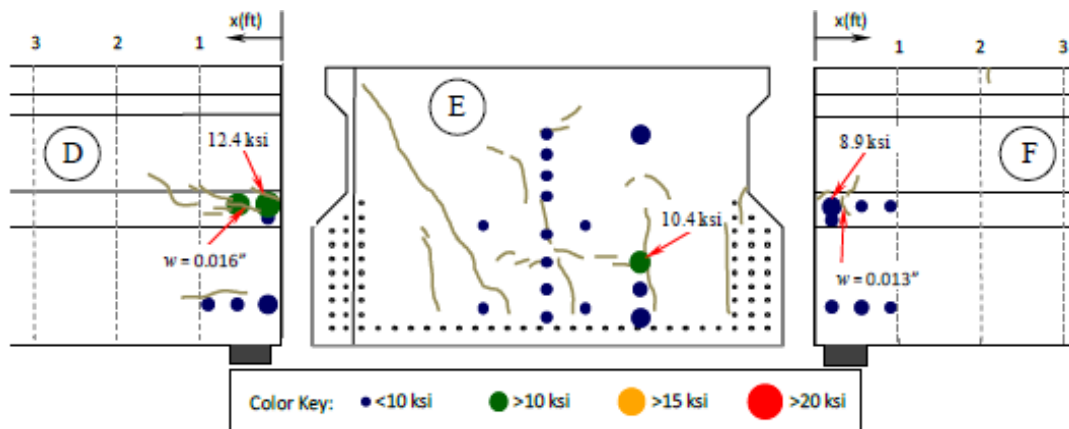 x(ft)
3 2 1
D
12.4 ksi
w = 0.016"
E
10.4 ksi
x(ft)
1 2 3
8.9 ksi
F
w = 0.013"
Color Key: <10 ksi >10 ksi >15 ksi >20 ksi